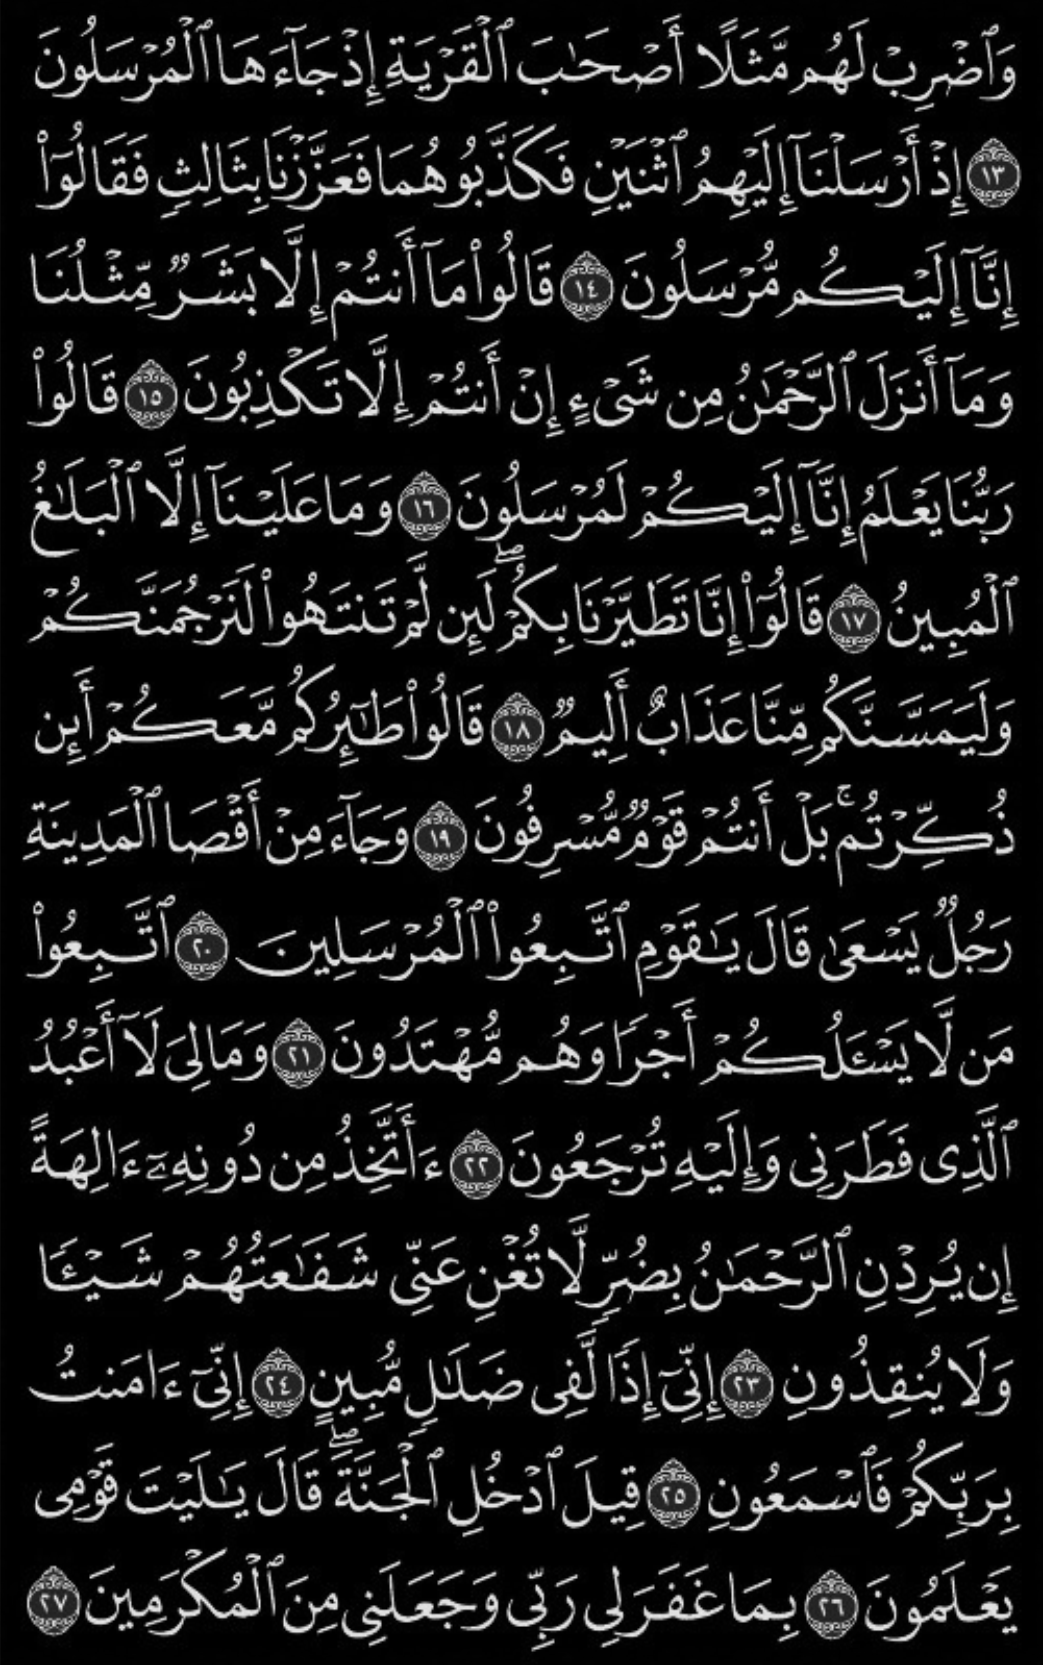 وَٱضْرِبْ لَهُم مَّثَلًا أَصْحَـٰبَ ٱلْقَرْيَةِ إِذْ جَآءَهَا ٱلْمُرْسَلُونَ
١٣ إِذْ أَرْسَلْنَآ إِلَيْهِمُ ٱثْنَيْنِ فَكَذَّبُوهُمَا فَعَزَّزْنَا بِثَالِثٍ فَقَالُوٓا۟
إِنَّآ إِلَيْكُم مُّرْسَلُونَ ١٤ قَالُوا۟ مَآ أَنتُمْ إِلَّا بَشَرٌ مِّثْلُنَا
وَمَآ أَنزَلَ ٱلرَّحْمَـٰنُ مِن شَىْءٍ إِنْ أَنتُمْ إِلَّا تَكْذِبُونَ ١٥ قَالُوا۟
رَبُّنَا يَعْلَمُ إِنَّآ إِلَيْكُمْ لَمُرْسَلُونَ ١٦ وَمَا عَلَيْنَآ إِلَّا ٱلْبَلَـٰغُ
ٱلْمُبِينُ ١٧ قَالُوٓا۟ إِنَّا تَطَيَّرْنَا بِكُمْ ۖ لَئِن لَّمْ تَنتَهُوا۟ لَنَرْجُمَنَّكُمْ
وَلَيَمَسَّنَّكُم مِّنَّا عَذَابٌ أَلِيمٌ ١٨ قَالُوا۟ طَـٰٓئِرُكُم مَّعَكُمْ أَئِن
ذُكِّرْتُم ۚ بَلْ أَنتُمْ قَوْمٌ مُّسْرِفُونَ ١٩ وَجَآءَ مِنْ أَقْصَا ٱلْمَدِينَةِ
رَجُلٌ يَسْعَىٰ قَالَ يَـٰقَوْمِ ٱتَّبِعُوا۟ ٱلْمُرْسَلِينَ ٢٠ ٱتَّبِعُوا۟
مَن لَّا يَسْـَٔلُكُمْ أَجْرًا وَهُم مُّهْتَدُونَ ٢١ وَمَا لِىَ لَآ أَعْبُدُ
ٱلَّذِى فَطَرَنِى وَإِلَيْهِ تُرْجَعُونَ ٢٢ ءَأَتَّخِذُ مِن دُونِهِۦٓ ءَالِهَةً
إِن يُرِدْنِ ٱلرَّحْمَـٰنُ بِضُرٍّ لَّا تُغْنِ عَنِّى شَفَـٰعَتُهُمْ شَيْـًٔا
وَلَا يُنقِذُونِ ٢٣ إِنِّىٓ إِذًا لَّفِى ضَلَـٰلٍ مُّبِينٍ ٢٤ إِنِّىٓ ءَامَنتُ
بِرَبِّكُمْ فَٱسْمَعُونِ ٢٥ قِيلَ ٱدْخُلِ ٱلْجَنَّةَ ۖ قَالَ يَـٰلَيْتَ قَوْمِى
يَعْلَمُونَ ٢٦ بِمَا غَفَرَ لِى رَبِّى وَجَعَلَنِى مِنَ ٱلْمُكْرَمِينَ ٢٧